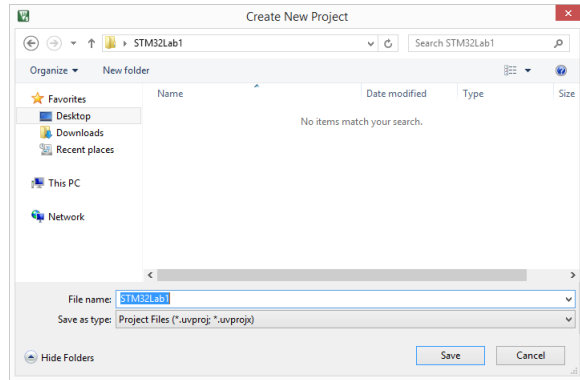 Create New Project
STM32Lab1
Search STM32Lab1
Organize
New folder
Name
Date modified
Type
Size
Favorites
Desktop
Downloads
Recent places
This PC
Network
No items match your search.
File name: STM32Lab1
Save as type: Project Files (*.uvproj; *.uvprojx)
Hide Folders
Save
Cancel